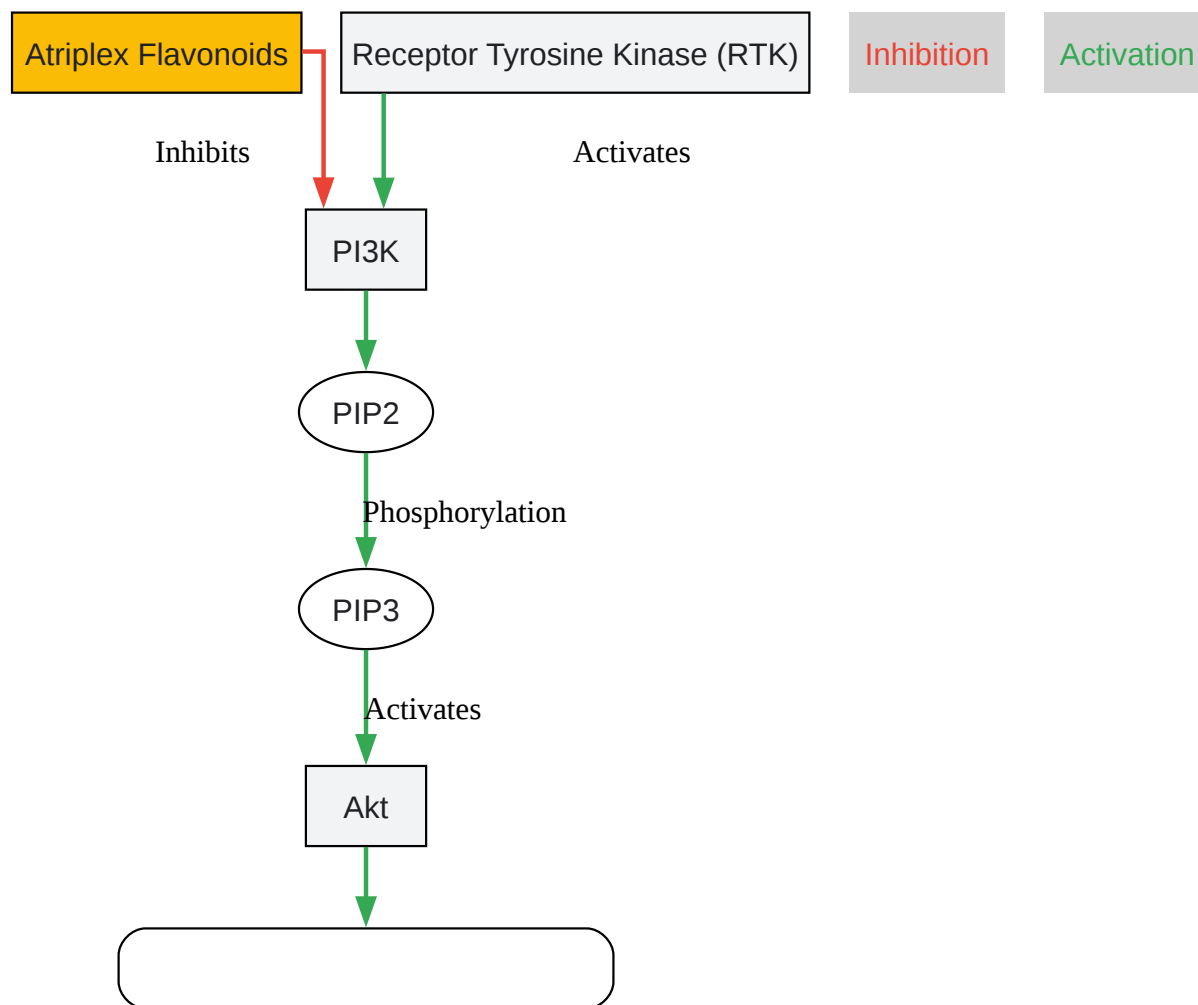 Atriplex Flavonoids
Receptor Tyrosine Kinase (RTK)
Inhibition
Activation
Inhibits
Activates
PI3K
PIP2
Phosphorylation
PIP3
Activates
Akt